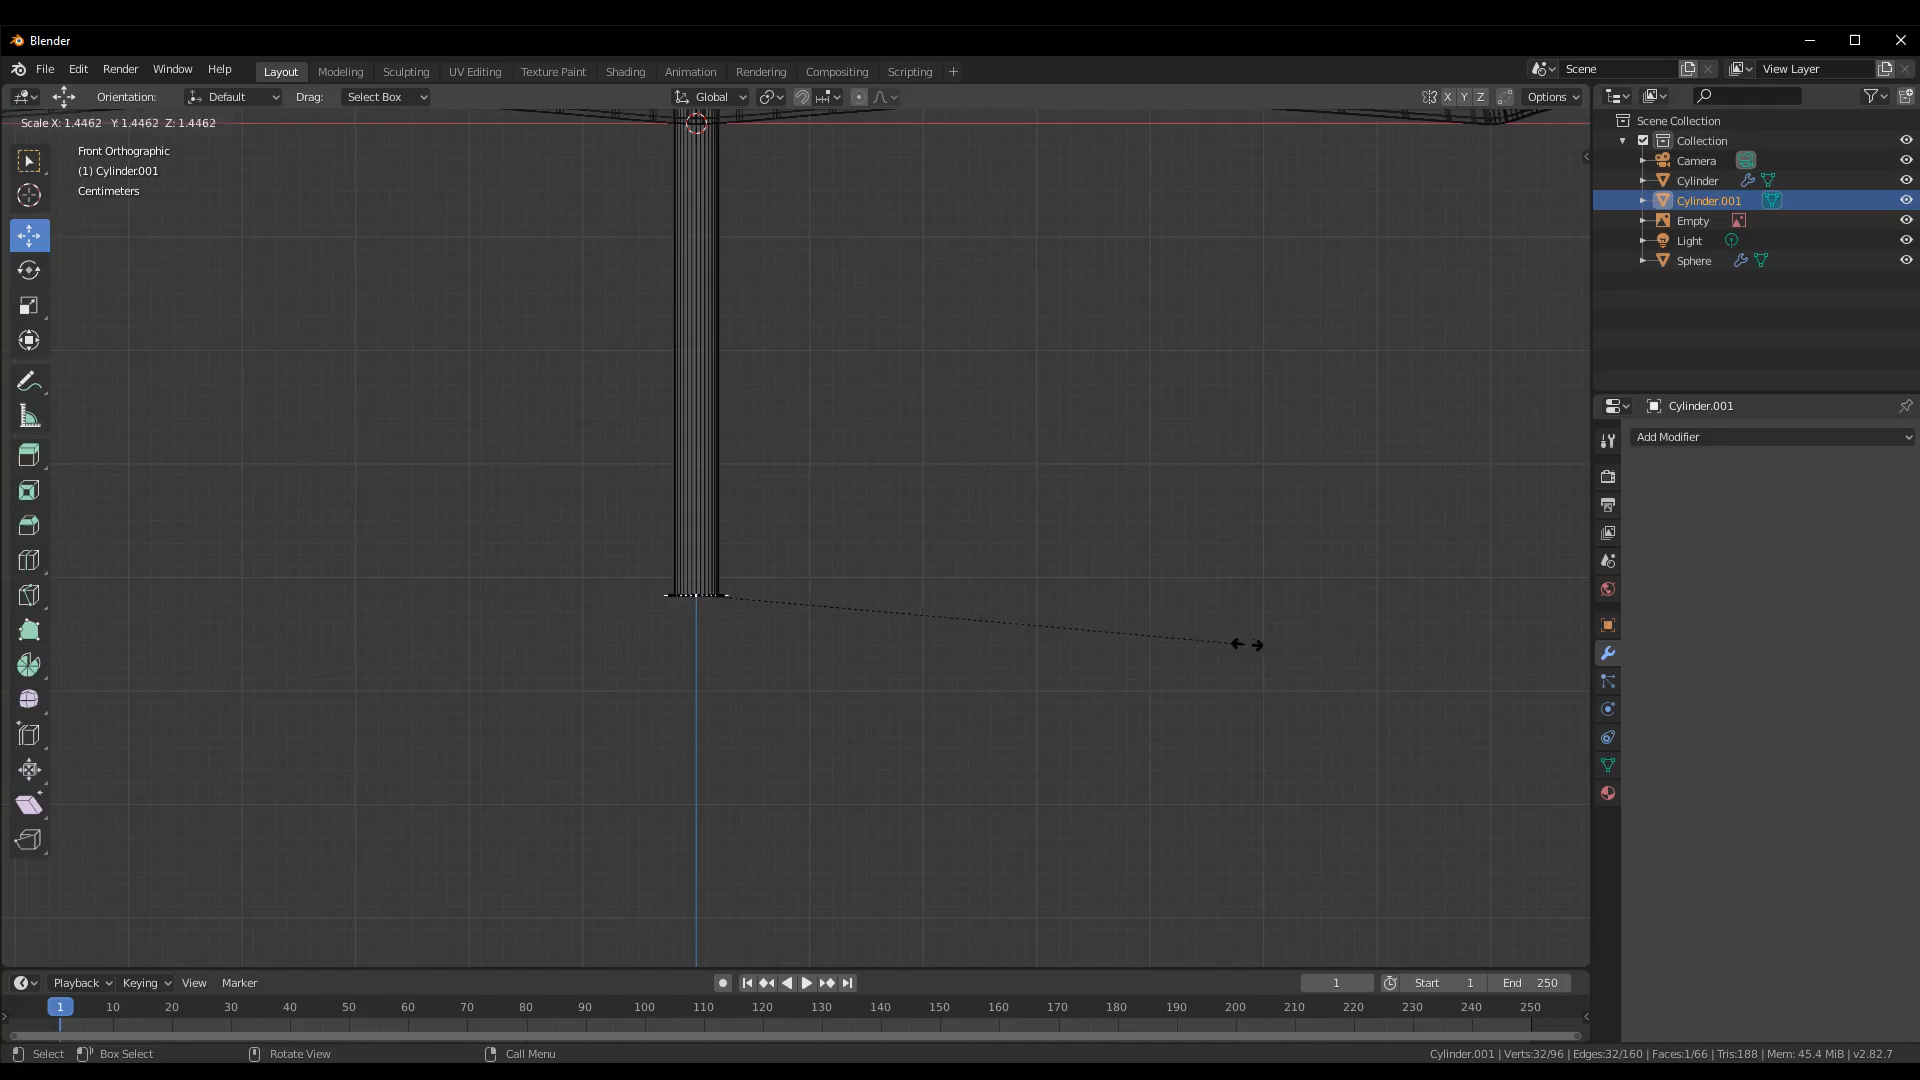 Blender
File Edit Render Window Help Layout Modeling Sculpting UV Editing Texture Paint Shading Animation Rendering Compositing Scripting + Scene View Layer
Orientation: Default Drag: Select Box Global X Y Z Options
Scale X: 1.4462 Y: 1.4462 Z: 1.4462
Front Orthographic
(1) Cylinder.001
Centimeters
Scene Collection
Collection
Camera
Cylinder
Cylinder.001
Empty
Light
Sphere
Cylinder.001
Add Modifier
Playback Keying View Marker 1 Start 1 End 250
1 10 20 30 40 50 60 70 80 90 100 110 120 130 140 150 160 170 180 190 200 210 220 230 240 250
Select Box Select Rotate View Call Menu Cylinder.001 | Verts:32/96 | Edges:32/160 | Faces:1/66 | Tris:188 | Mem: 45.4 MiB | v2.82.7